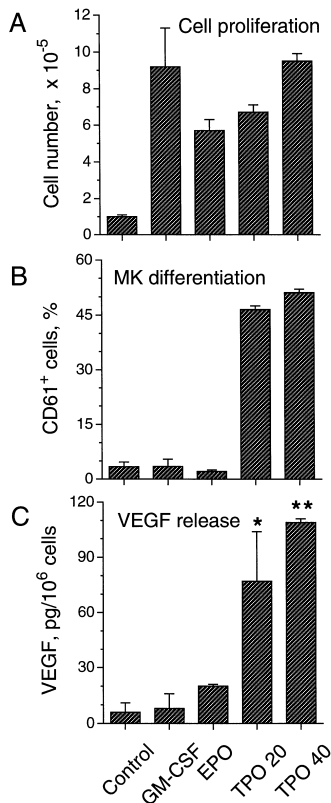 A
Cell proliferation
Cell number, x 10-5
12
10
8
6
4
2
0
B
MK differentiation
CD61+ cells, %
60
45
30
15
0
C
VEGF release
* **
VEGF, pg/106 cells
120
90
60
30
0
Control
GM-CSF
EPO
TPO 20
TPO 40